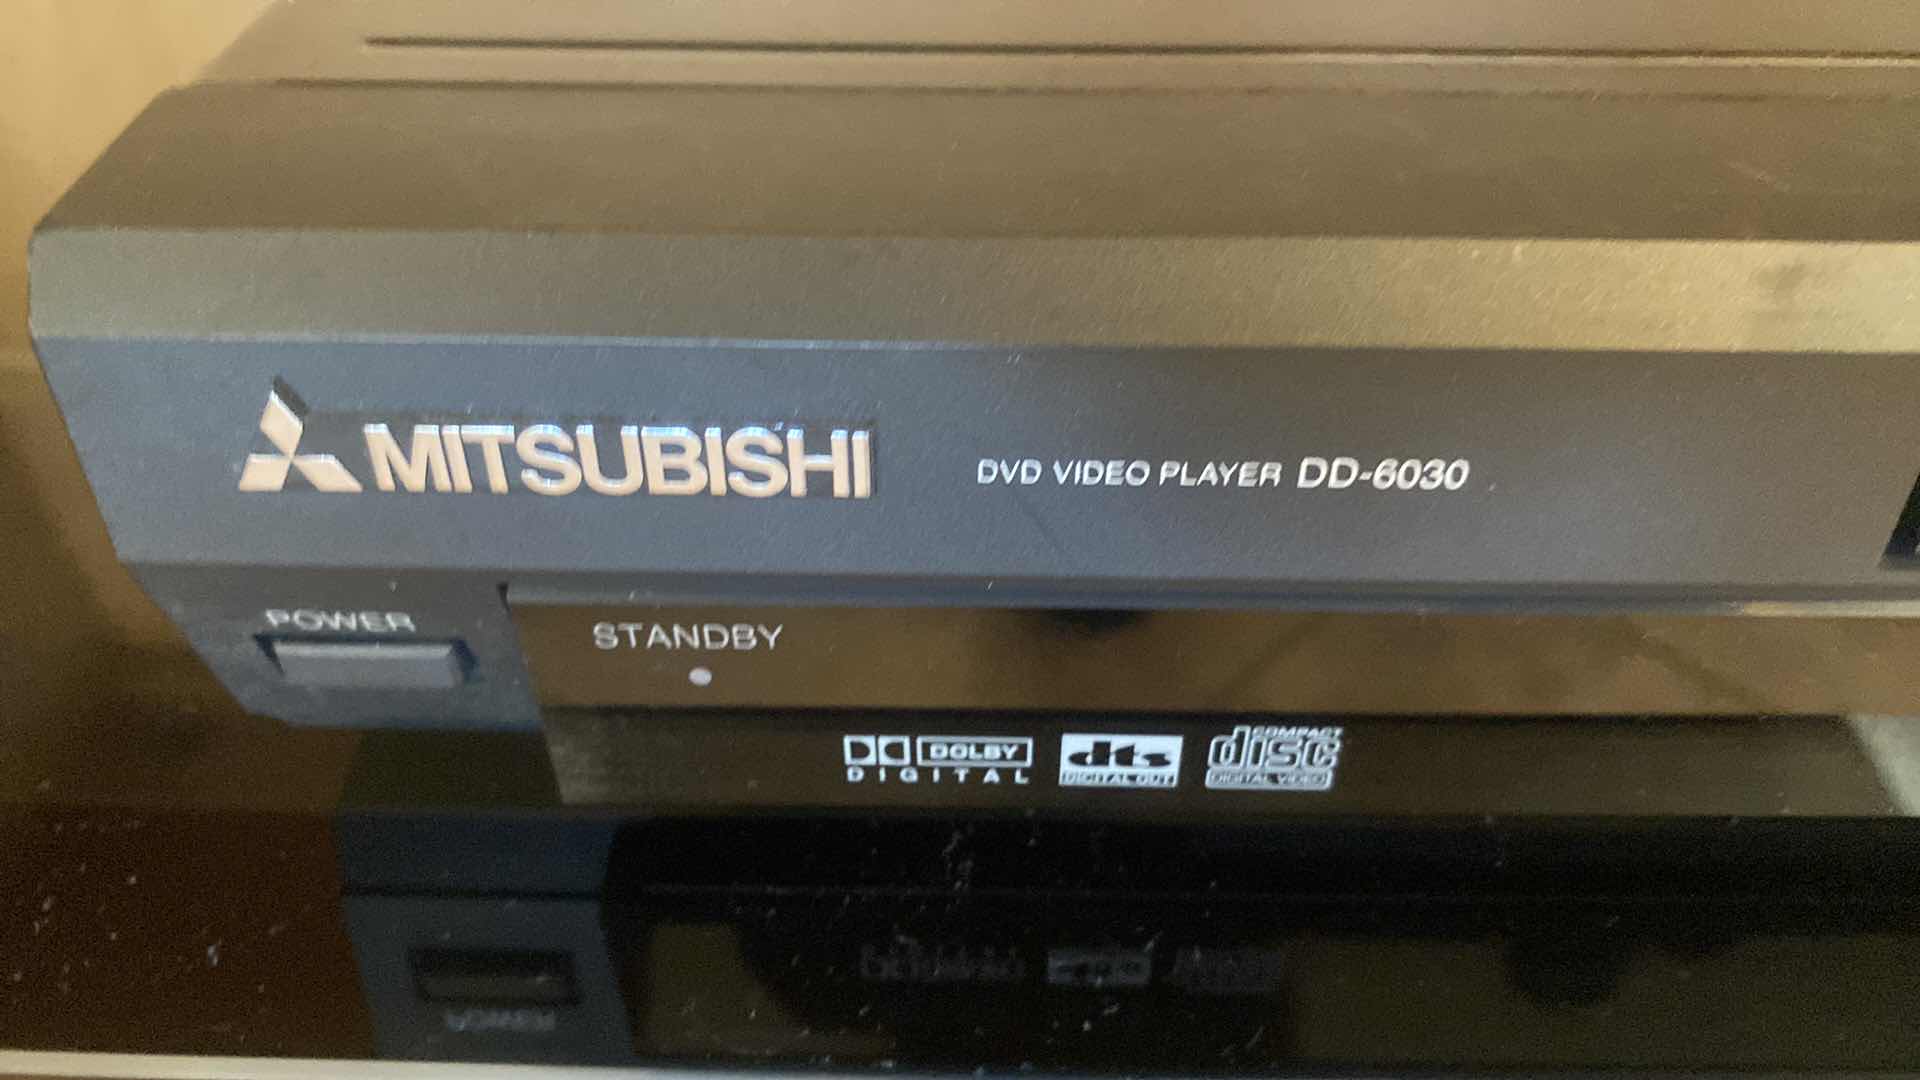 MITSUBISHI
DVD VIDEO PLAYER DD-6030
POWER
STANDBY
DOLBY
DIGITAL
dts
DIGITAL OUT
COMPACT
disc
DIGITAL VIDEO